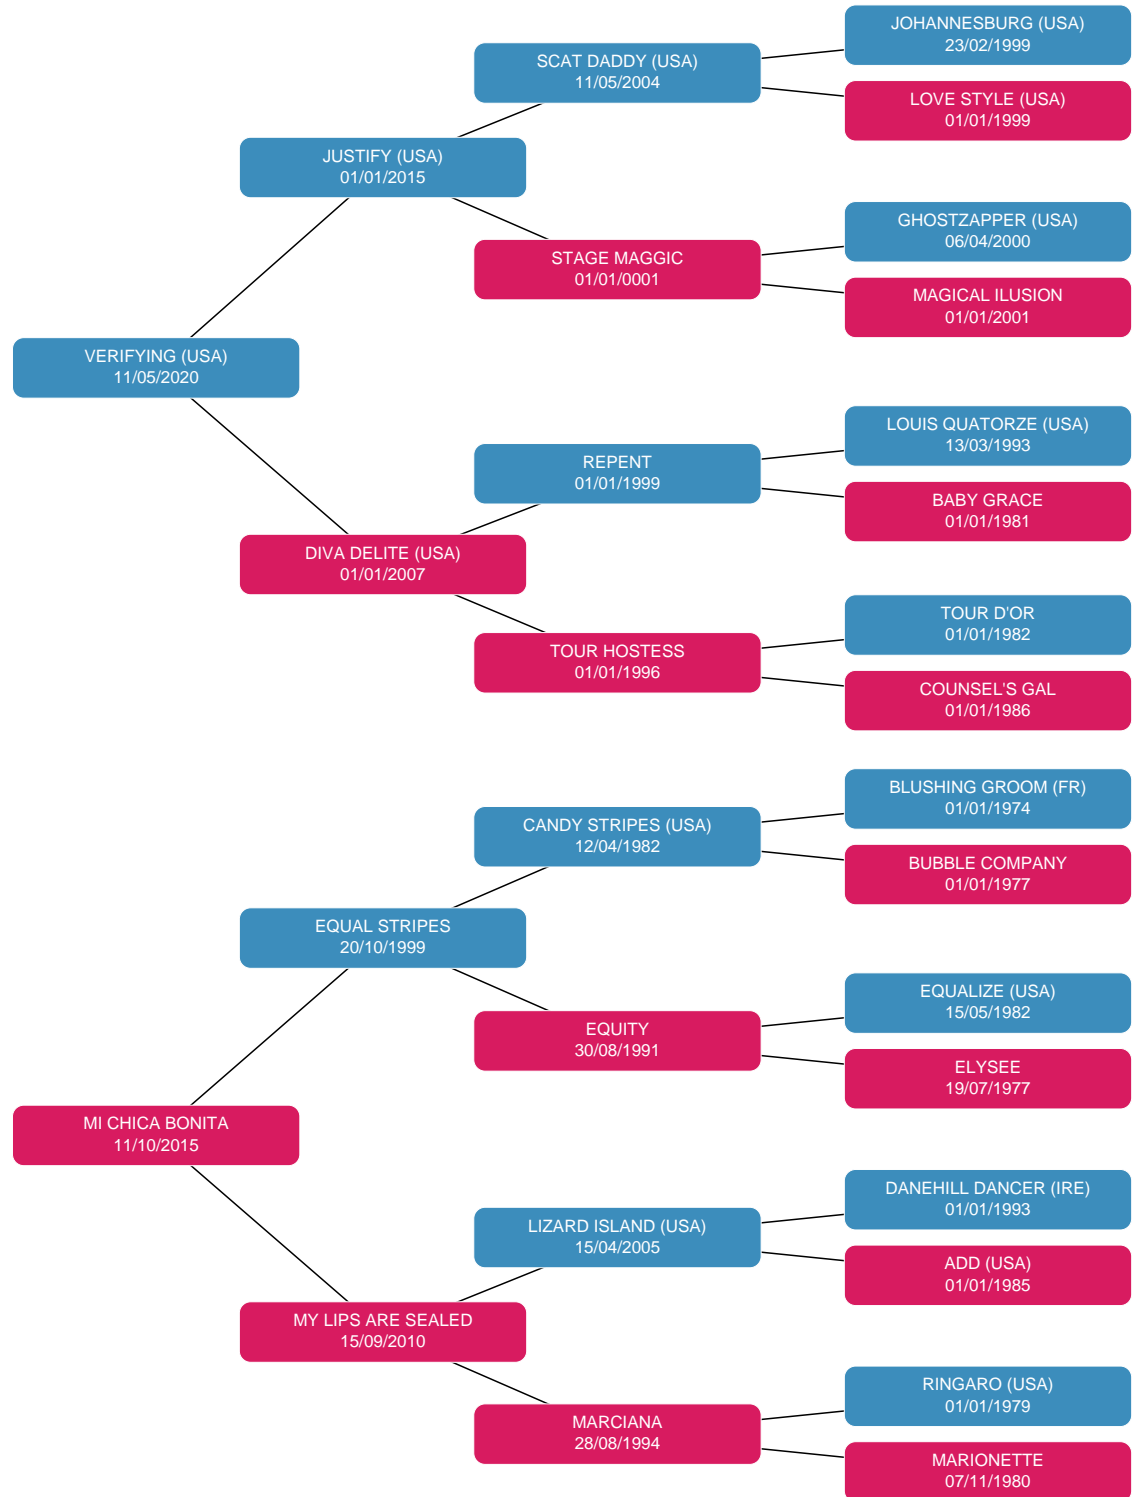 JOHANNESBURG (USA)
23/02/1999
SCAT DADDY (USA)
11/05/2004
LOVE STYLE (USA)
01/01/1999
JUSTIFY (USA)
01/01/2015
GHOSTZAPPER (USA)
06/04/2000
STAGE MAGGIC
01/01/0001
MAGICAL ILUSION
01/01/2001
VERIFYING (USA)
11/05/2020
LOUIS QUATORZE (USA)
13/03/1993
REPENT
01/01/1999
BABY GRACE
01/01/1981
DIVA DELITE (USA)
01/01/2007
TOUR D'OR
01/01/1982
TOUR HOSTESS
01/01/1996
COUNSEL'S GAL
01/01/1986
BLUSHING GROOM (FR)
01/01/1974
CANDY STRIPES (USA)
12/04/1982
BUBBLE COMPANY
01/01/1977
EQUAL STRIPES
20/10/1999
EQUALIZE (USA)
15/05/1982
EQUITY
30/08/1991
ELYSEE
19/07/1977
MI CHICA BONITA
11/10/2015
DANEHILL DANCER (IRE)
01/01/1993
LIZARD ISLAND (USA)
15/04/2005
ADD (USA)
01/01/1985
MY LIPS ARE SEALED
15/09/2010
RINGARO (USA)
01/01/1979
MARCIANA
28/08/1994
MARIONETTE
07/11/1980